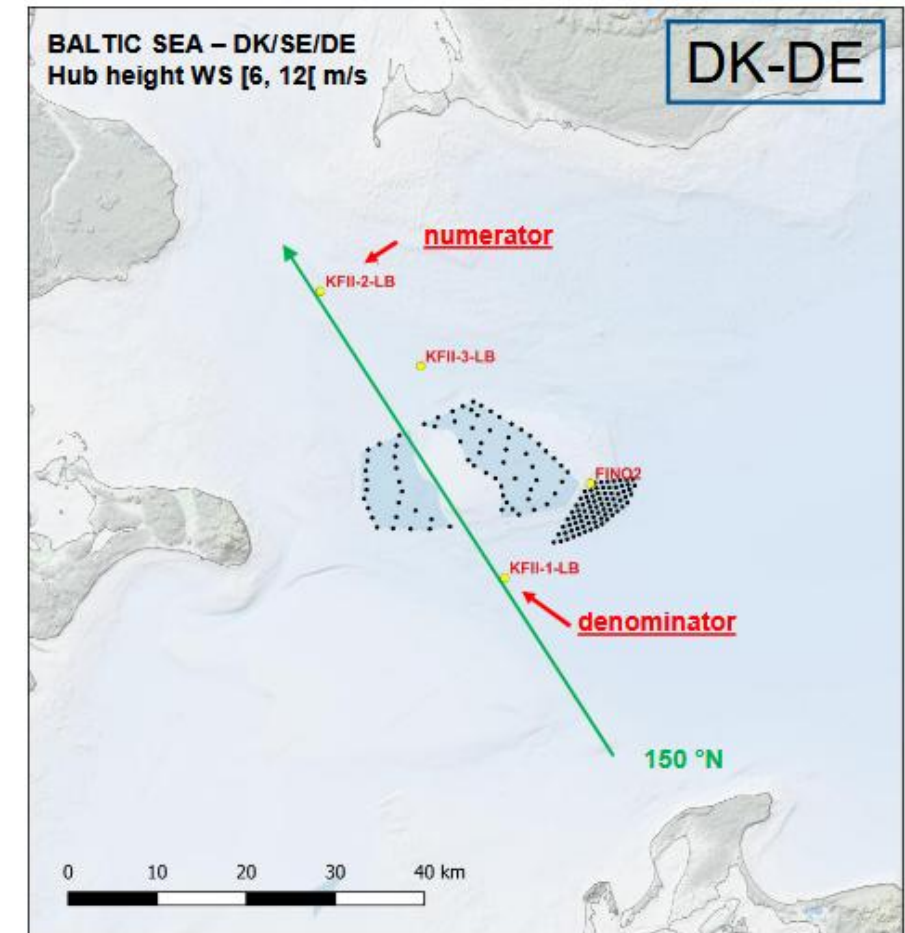 BALTIC SEA – DK/SE/DE
Hub height WS [6, 12[ m/s
DK-DE
numerator
KFII-2-LB
KFII-3-LB
FINO2
KFII-1-LB
denominator
150 °N
0 10 20 30 40 km